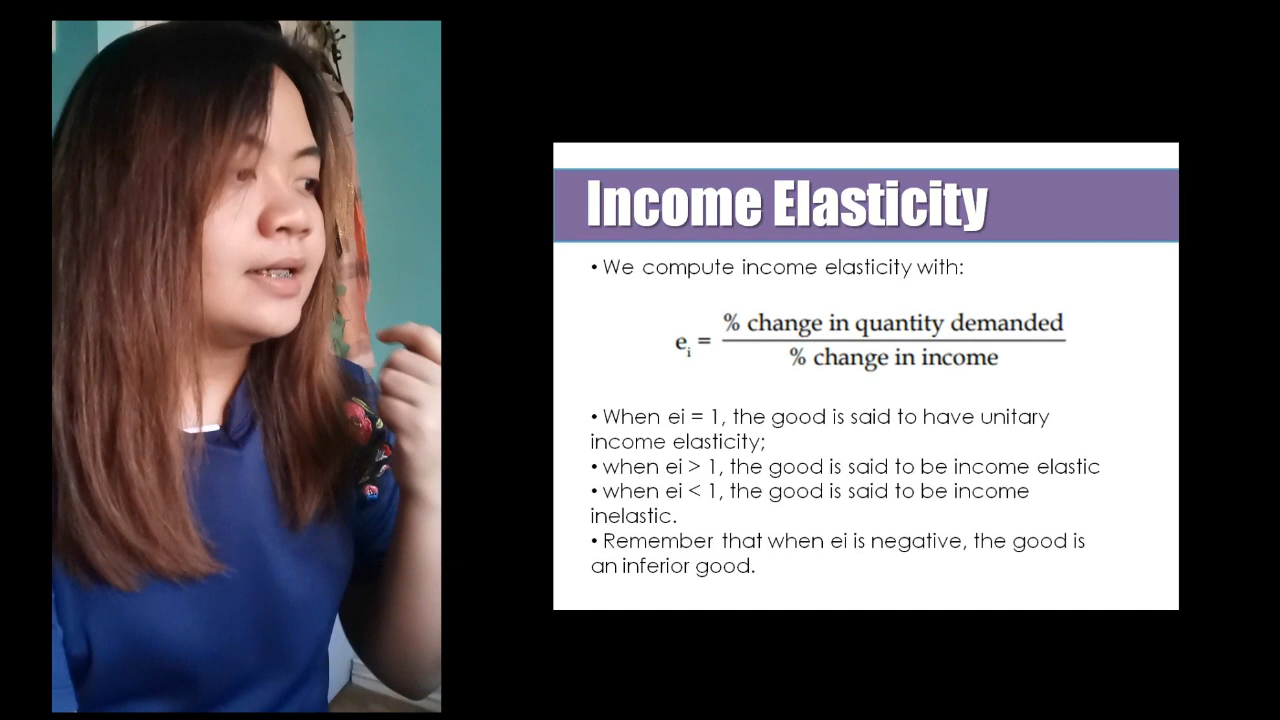 Income Elasticity
• We compute income elasticity with:
% change in quantity demanded
ei =
% change in income
• When ei = 1, the good is said to have unitary
income elasticity;
• when ei > 1, the good is said to be income elastic
• when ei < 1, the good is said to be income
inelastic.
• Remember that when ei is negative, the good is
an inferior good.